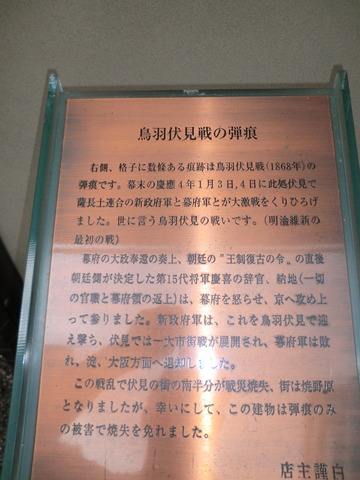 鳥羽伏見戦の弾痕
右側、格子に数條ある痕跡は鳥羽伏見戦(1868年)の
弾痕です。幕末の慶應4年1月3日,4日に此処伏見で
薩長土連合の新政府軍と幕府軍とが大激戦をくりひろげ
ました。世に言う鳥羽伏見の戦いです。(明治維新の
最初の戦)
幕府の大政奉還の奏上、朝廷の〝王制復古の令〟の直後
朝廷側が決定した第15代将軍慶喜の辞官、納地(一切
の官職と幕府領の返上)は、幕府を怒らせ、京へ攻め上
って参りました。新政府軍は、これを鳥羽伏見で迎
え撃ち、伏見では一大市街戦が展開され、幕府軍は敗
れ、淀、大阪方面へ退却しました。
この戦乱で伏見の街の南半分が戦災焼失、街は焼野原
となりましたが、幸いにして、この建物は弾痕のみ
の被害で焼失を免れました。
店主謹白